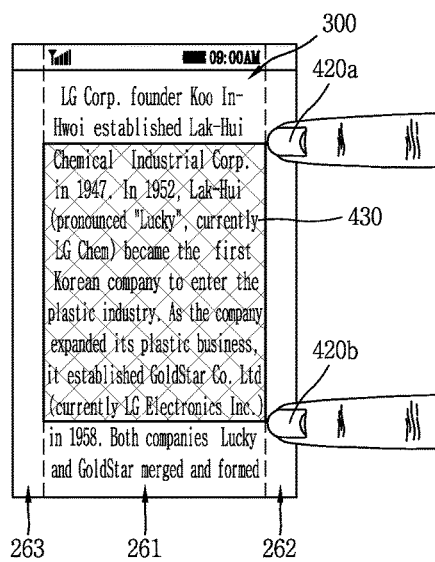 09:00AM
300
LG Corp. founder Koo In-
420a
Hwoi established Lak-Hui
Chemical Industrial Corp.
in 1947. In 1952, Lak-Hui
(pronounced "Lucky", currently
430
LG Chem) became the first
Korean company to enter the
plastic industry. As the company
expanded its plastic business,
420b
it established GoldStar Co. Ltd
(currently LG Electronics Inc.)
in 1958. Both companies Lucky
and GoldStar merged and formed
263 261 262